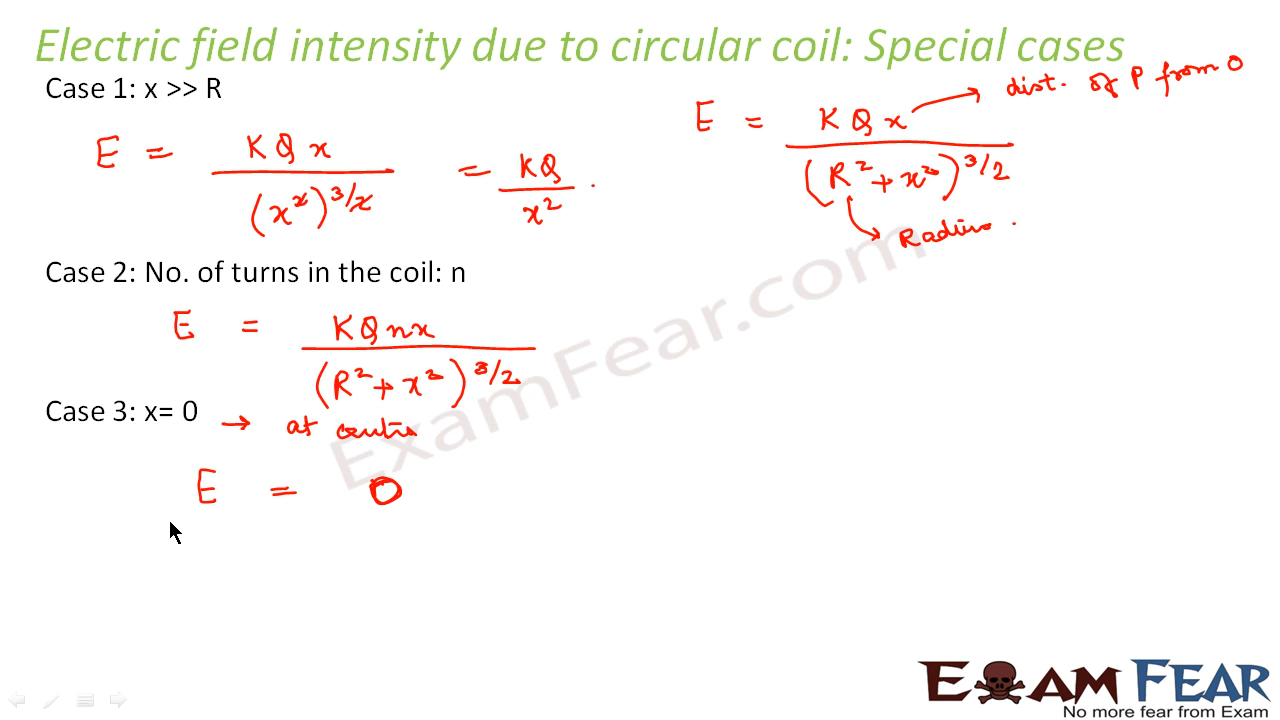 Electric field intensity due to circular coil: Special cases
Case 1: x >> R
E = KQx / (x²)^3/2 = KQ / x² .
E = KQx / (R² + x²)^3/2
dist. of P from O
Radius .
Case 2: No. of turns in the coil: n
E = KQnx / (R² + x²)^3/2
Case 3: x= 0 → at centre
E = 0
ExamFear.com
EXAM FEAR
No more fear from Exam